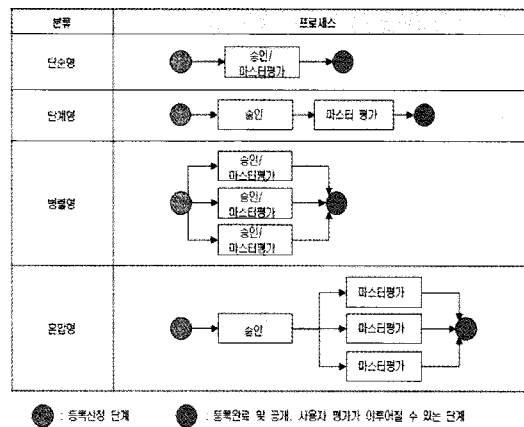 분류 프로세스
단순명
승인/
마스터평가
단계명
승인
마스터 평가
병렬명
승인/
마스터평가
승인/
마스터평가
승인/
마스터평가
혼합명
승인
마스터평가
마스터평가
마스터평가
: 등록신청 단계
: 등록완료 및 공개, 사용자 평가가 이루어질 수 있는 단계